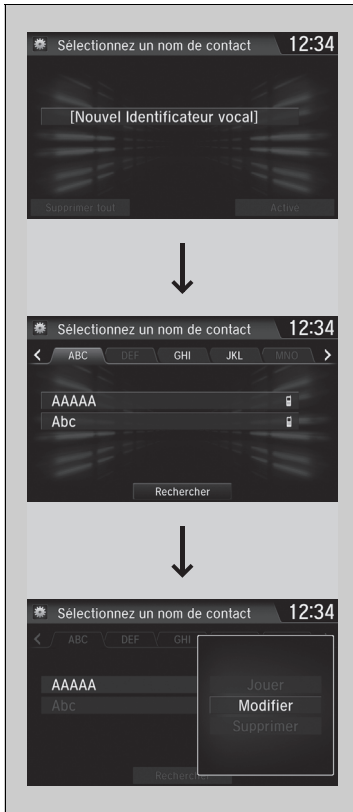 Sélectionnez un nom de contact 12:34
[Nouvel Identificateur vocal]
Supprimer tout Activé
Sélectionnez un nom de contact 12:34
ABC DEF GHI JKL MNO
AAAAA
Abc
Rechercher
Sélectionnez un nom de contact 12:34
ABC DEF GHI
AAAAA
Abc
Jouer
Modifier
Supprimer
Rechercher